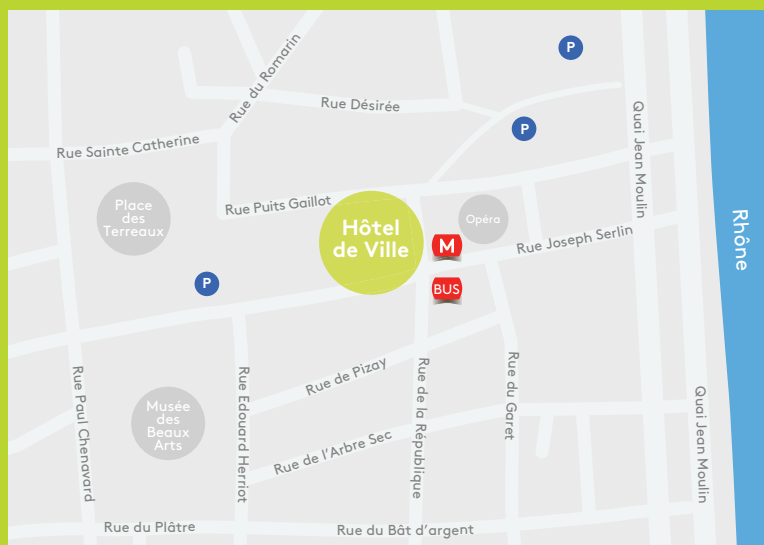 P
Rue du Romarin
Rue Désirée
P
Quai Jean Moulin
Rue Sainte Catherine
Place
des
Terreaux
Rue Puits Gaillot
Hôtel
de Ville
Opéra
M
Rue Joseph Serlin
Rhône
P
BUS
Rue Paul Chenavard
Rue Edouard Herriot
Rue de Pizay
Rue de la République
Rue du Garet
Quai Jean Moulin
Musée
des
Beaux
Arts
Rue de l'Arbre Sec
Rue du Plâtre
Rue du Bât d'argent